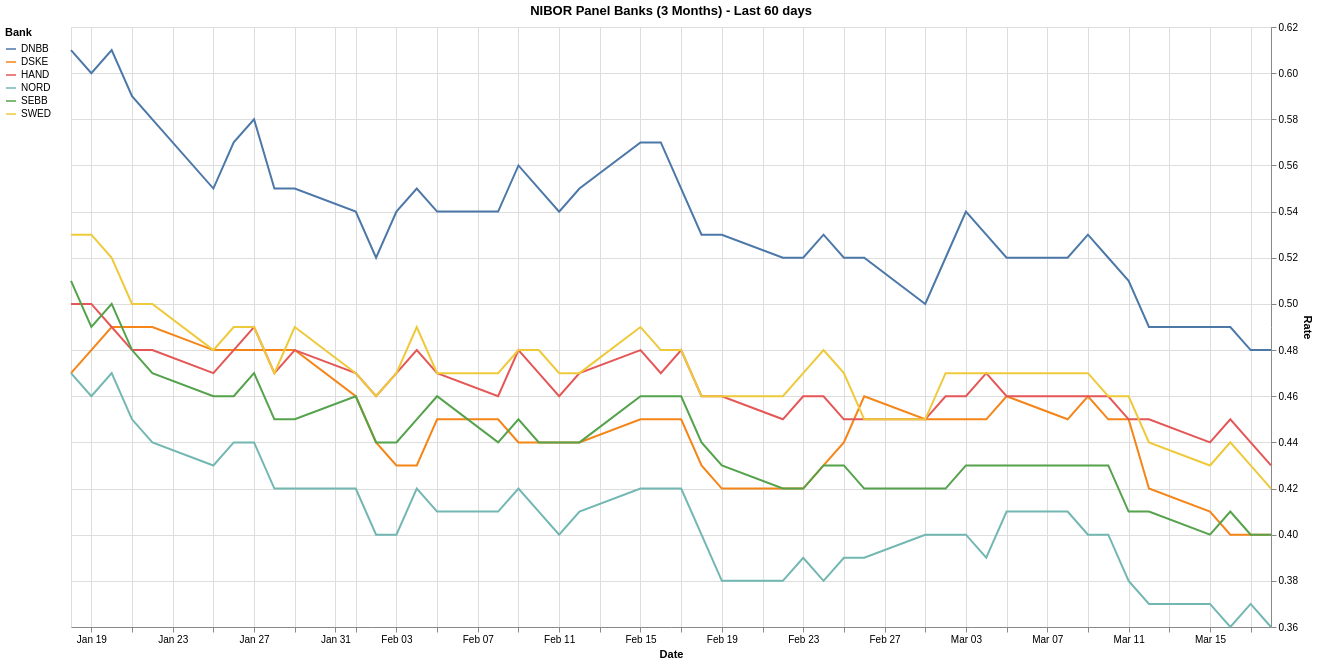 NIBOR Panel Banks (3 Months) - Last 60 days
Bank
DNBB
DSKE
HAND
NORD
SEBB
SWED
0.62
0.60
0.58
0.56
0.54
0.52
0.50
0.48
0.46
0.44
0.42
0.40
0.38
0.36
Rate
Jan 19 Jan 23 Jan 27 Jan 31 Feb 03 Feb 07 Feb 11 Feb 15 Feb 19 Feb 23 Feb 27 Mar 03 Mar 07 Mar 11 Mar 15
Date